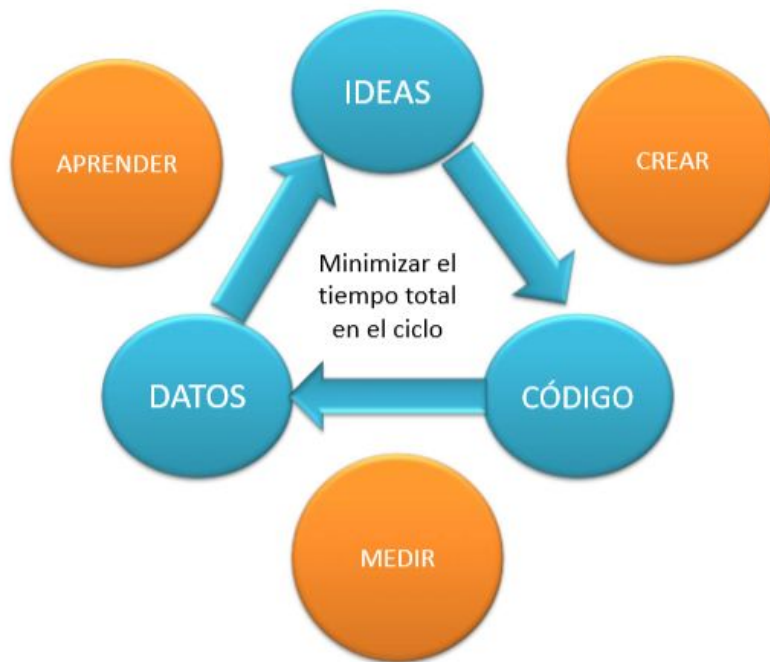 IDEAS
APRENDER
CREAR
Minimizar el
tiempo total
en el ciclo
DATOS
CÓDIGO
MEDIR